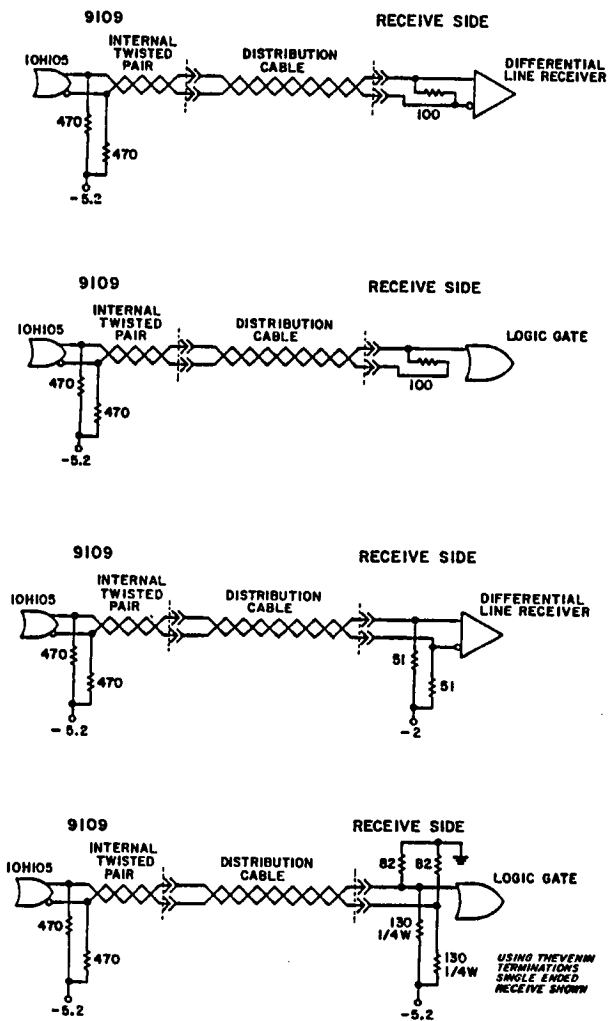 9109
RECEIVE SIDE
10H105
INTERNAL
TWISTED
PAIR
DISTRIBUTION
CABLE
DIFFERENTIAL
LINE RECEIVER
470
470
100
-5.2
9109
RECEIVE SIDE
10H105
INTERNAL
TWISTED
PAIR
DISTRIBUTION
CABLE
LOGIC GATE
470
470
100
-5.2
9109
RECEIVE SIDE
10H105
INTERNAL
TWISTED
PAIR
DISTRIBUTION
CABLE
DIFFERENTIAL
LINE RECEIVER
470
470
51
51
-5.2
-2
9109
RECEIVE SIDE
10H105
INTERNAL
TWISTED
PAIR
DISTRIBUTION
CABLE
82
82
LOGIC GATE
470
470
130
1/4W
130
1/4W
USING THEVENIN
TERMINATIONS
SINGLE ENDED
RECEIVE SHOWN
-5.2
-5.2